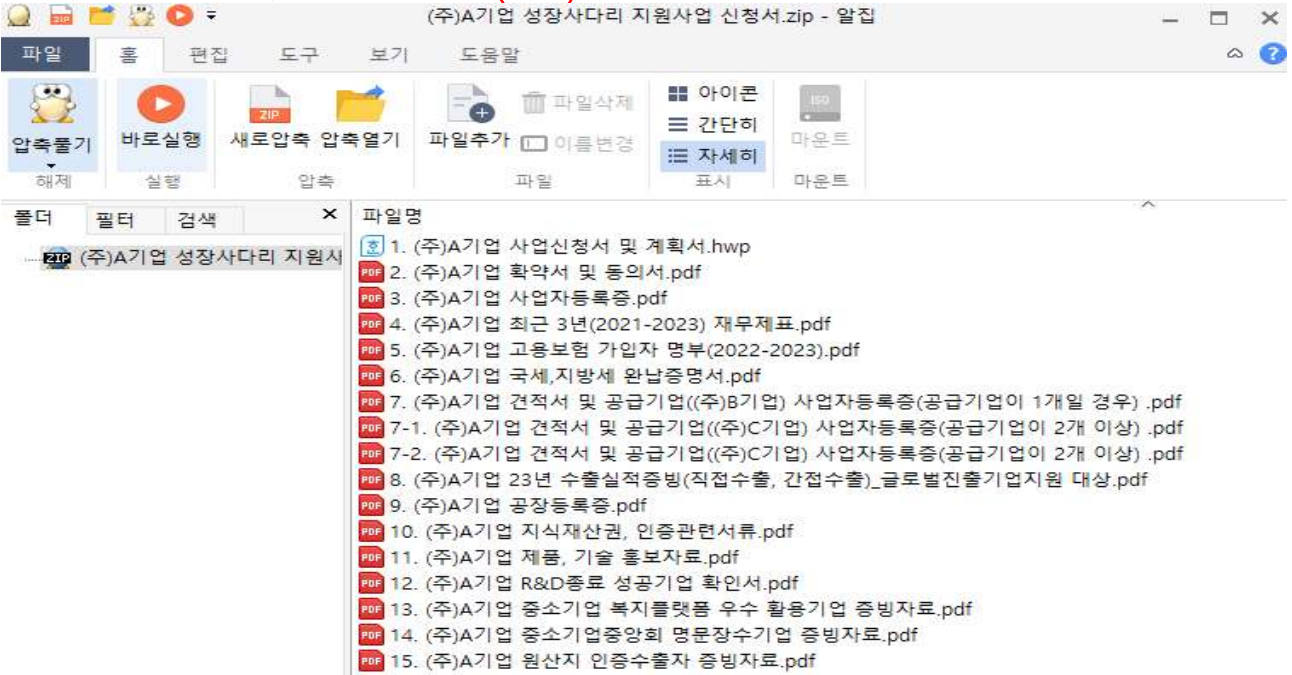 (주)A기업 성장사다리 지원사업 신청서.zip - 알집
파일 홈 편집 도구 보기 도움말
압축풀기 바로실행 새로압축 압축열기 파일추가 파일삭제 이름변경 아이콘 간단히 자세히 마운트
ZIP ISO
해제 실행 압축 파일 표시 마운트
폴더 필터 검색
ZIP (주)A기업 성장사다리 지원사
파일명
1. (주)A기업 사업신청서 및 계획서.hwp
PDF 2. (주)A기업 확약서 및 동의서.pdf
PDF 3. (주)A기업 사업자등록증.pdf
PDF 4. (주)A기업 최근 3년(2021-2023) 재무제표.pdf
PDF 5. (주)A기업 고용보험 가입자 명부(2022-2023).pdf
PDF 6. (주)A기업 국세,지방세 완납증명서.pdf
PDF 7. (주)A기업 견적서 및 공급기업((주)B기업) 사업자등록증(공급기업이 1개일 경우) .pdf
PDF 7-1. (주)A기업 견적서 및 공급기업((주)C기업) 사업자등록증(공급기업이 2개 이상) .pdf
PDF 7-2. (주)A기업 견적서 및 공급기업((주)C기업) 사업자등록증(공급기업이 2개 이상) .pdf
PDF 8. (주)A기업 23년 수출실적증빙(직접수출, 간접수출)_글로벌진출기업지원 대상.pdf
PDF 9. (주)A기업 공장등록증.pdf
PDF 10. (주)A기업 지식재산권, 인증관련서류.pdf
PDF 11. (주)A기업 제품, 기술 홍보자료.pdf
PDF 12. (주)A기업 R&D종료 성공기업 확인서.pdf
PDF 13. (주)A기업 중소기업 복지플랫폼 우수 활용기업 증빙자료.pdf
PDF 14. (주)A기업 중소기업중앙회 명문장수기업 증빙자료.pdf
PDF 15. (주)A기업 원산지 인증수출자 증빙자료.pdf